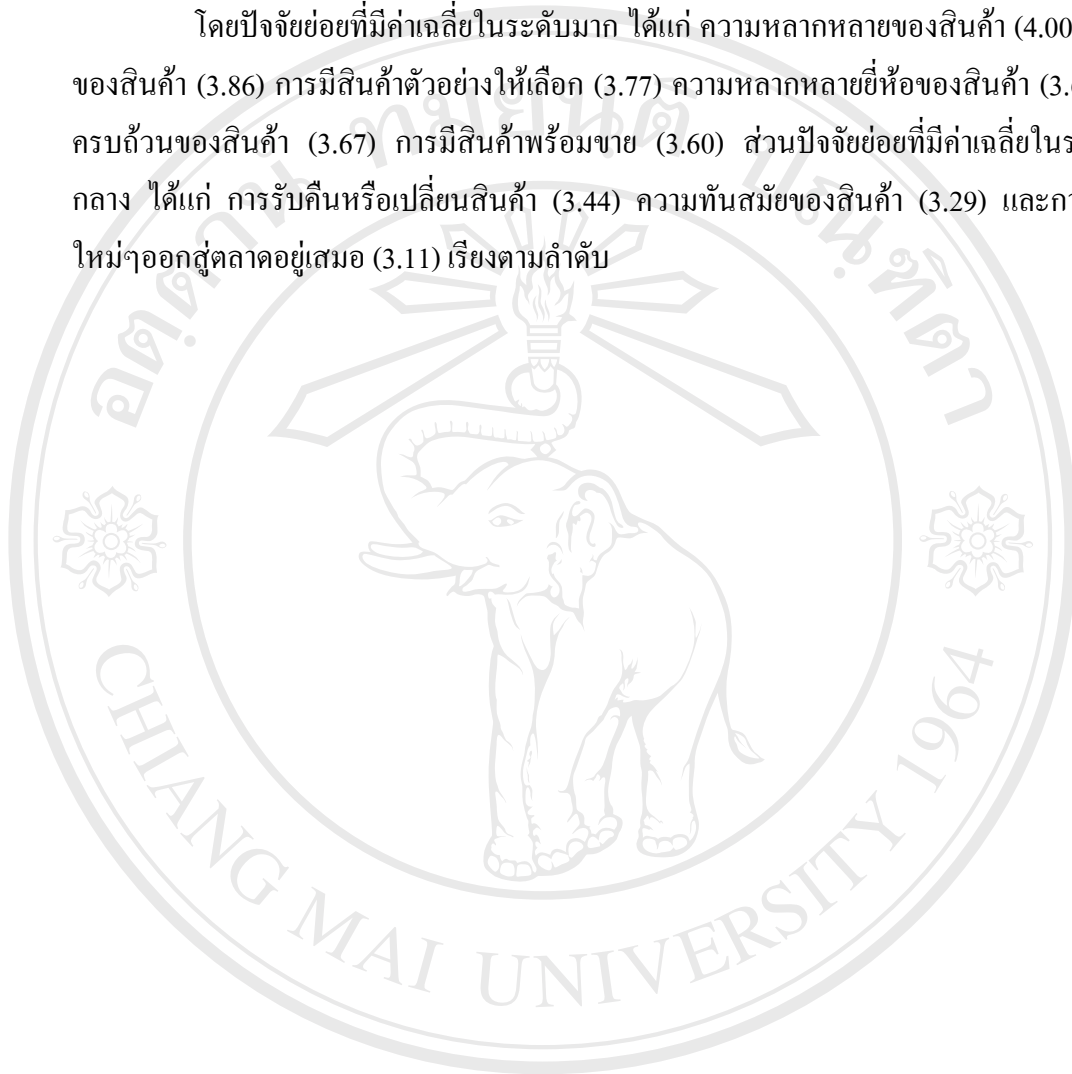 โดยปัจจัยย่อยที่มีค่าเฉลี่ยในระดับมาก ได้แก่ ความหลากหลายของสินค้า (4.00
ของสินค้า (3.86) การมีสินค้าตัวอย่างให้เลือก (3.77) ความหลากหลายยี่ห้อของสินค้า (3.
ครบถ้วนของสินค้า (3.67) การมีสินค้าพร้อมขาย (3.60) ส่วนปัจจัยย่อยที่มีค่าเฉลี่ยใน
กลาง ได้แก่ การรับคืนหรือเปลี่ยนสินค้า (3.44) ความทันสมัยของสินค้า (3.29) และ
ใหม่ๆออกสู่ตลาดอยู่เสมอ (3.11) เรียงตามลำดับ
CHIANG MAI UNIVERSITY 1964